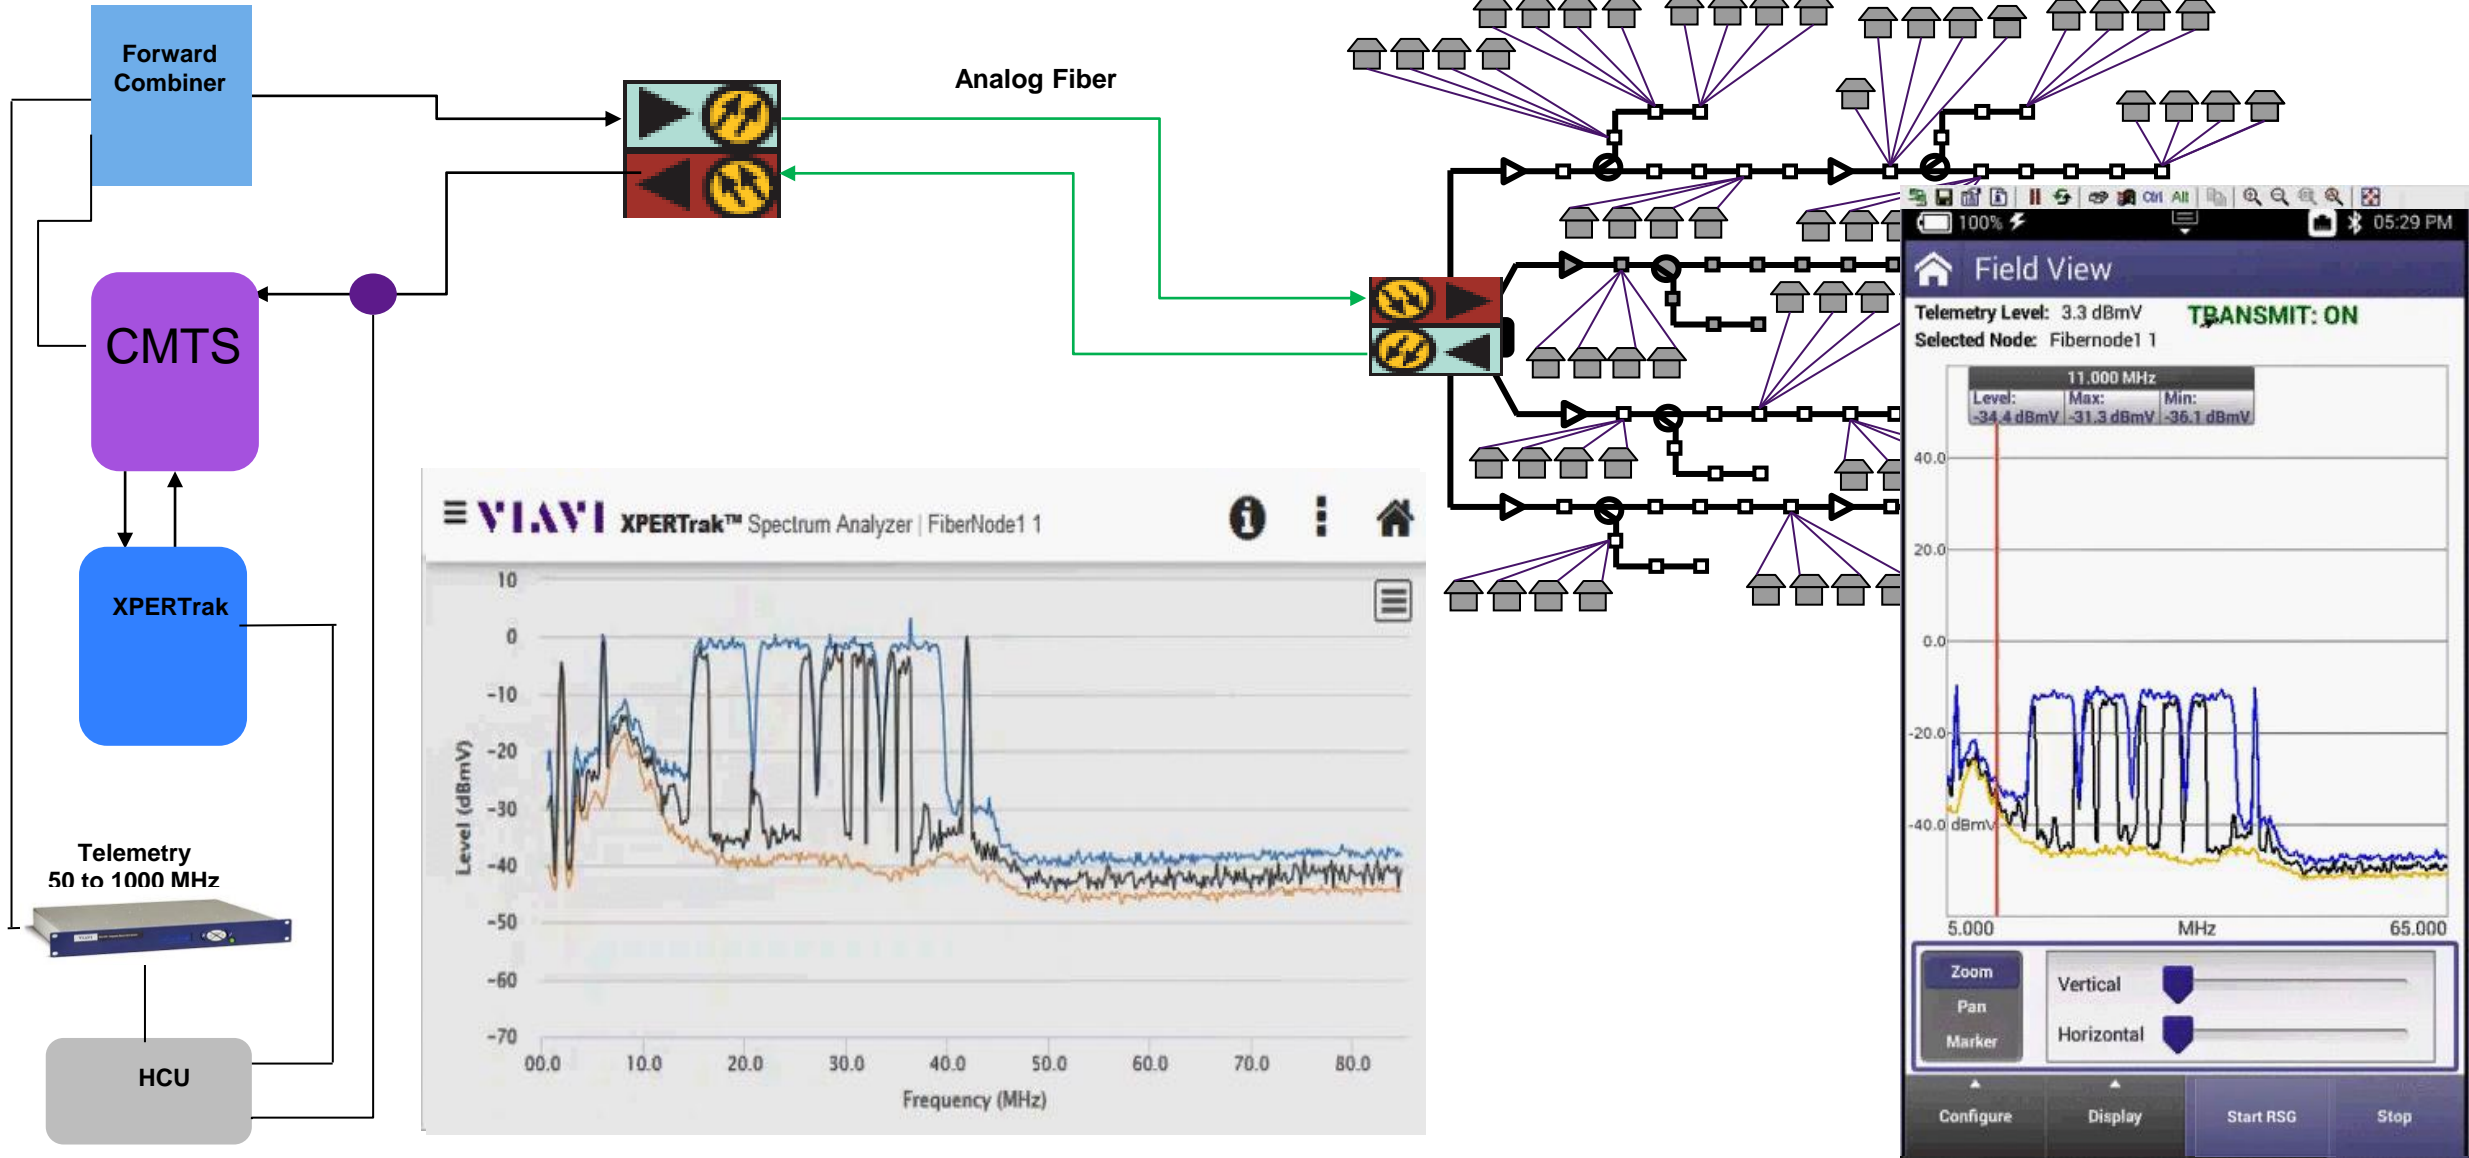 Forward
Combiner
Analog Fiber
CMTS
XPERTrak
Telemetry
50 to 1000 MHz
VIAVI
HCU
VIAVI XPERTrak™ Spectrum Analyzer | FiberNode1 1
10
0
-10
-20
-30
-40
-50
-60
-70
Level (dBmV)
00.0 10.0 20.0 30.0 40.0 50.0 60.0 70.0 80.0
Frequency (MHz)
Ctrl Alt
100% 05:29 PM
Field View
Telemetry Level: 3.3 dBmV TRANSMIT: ON
Selected Node: Fibernode1 1
11.000 MHz
Level: Max: Min:
-34.4 dBmV -31.3 dBmV -36.1 dBmV
40.0
20.0
0.0
-20.0
-40.0 dBmV
5.000 MHz 65.000
Zoom
Pan
Marker
Vertical
Horizontal
Configure Display Start RSG Stop